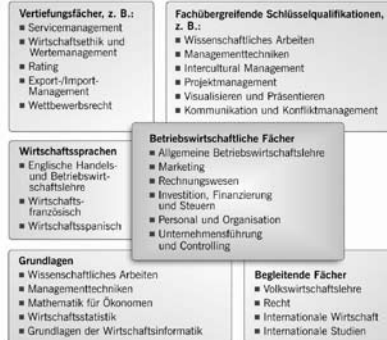 Vertiefungsfächer, z. B.:
■ Servicemanagement
■ Wirtschaftsethik und
Wertemanagement
■ Rating
■ Export-/Import-
Management
■ Wettbewerbsrecht
Fachübergreifende Schlüsselqualifikationen,
z. B.:
■ Wissenschaftliches Arbeiten
■ Managementtechniken
■ Intercultural Management
■ Projektmanagement
■ Visualisieren und Präsentieren
■ Kommunikation und Konfliktmanagement
Wirtschaftssprachen
■ Englische Handels-
und Betriebswirt-
schaftslehre
■ Wirtschafts-
französisch
■ Wirtschaftsspanisch
Betriebswirtschaftliche Fächer
■ Allgemeine Betriebswirtschaftslehre
■ Marketing
■ Rechnungswesen
■ Investition, Finanzierung
und Steuern
■ Personal und Organisation
■ Unternehmensführung
und Controlling
Grundlagen
■ Wissenschaftliches Arbeiten
■ Managementtechniken
■ Mathematik für Ökonomen
■ Wirtschaftsstatistik
■ Grundlagen der Wirtschaftsinformatik
Begleitende Fächer
■ Volkswirtschaftslehre
■ Recht
■ Internationale Wirtschaft
■ Internationale Studien